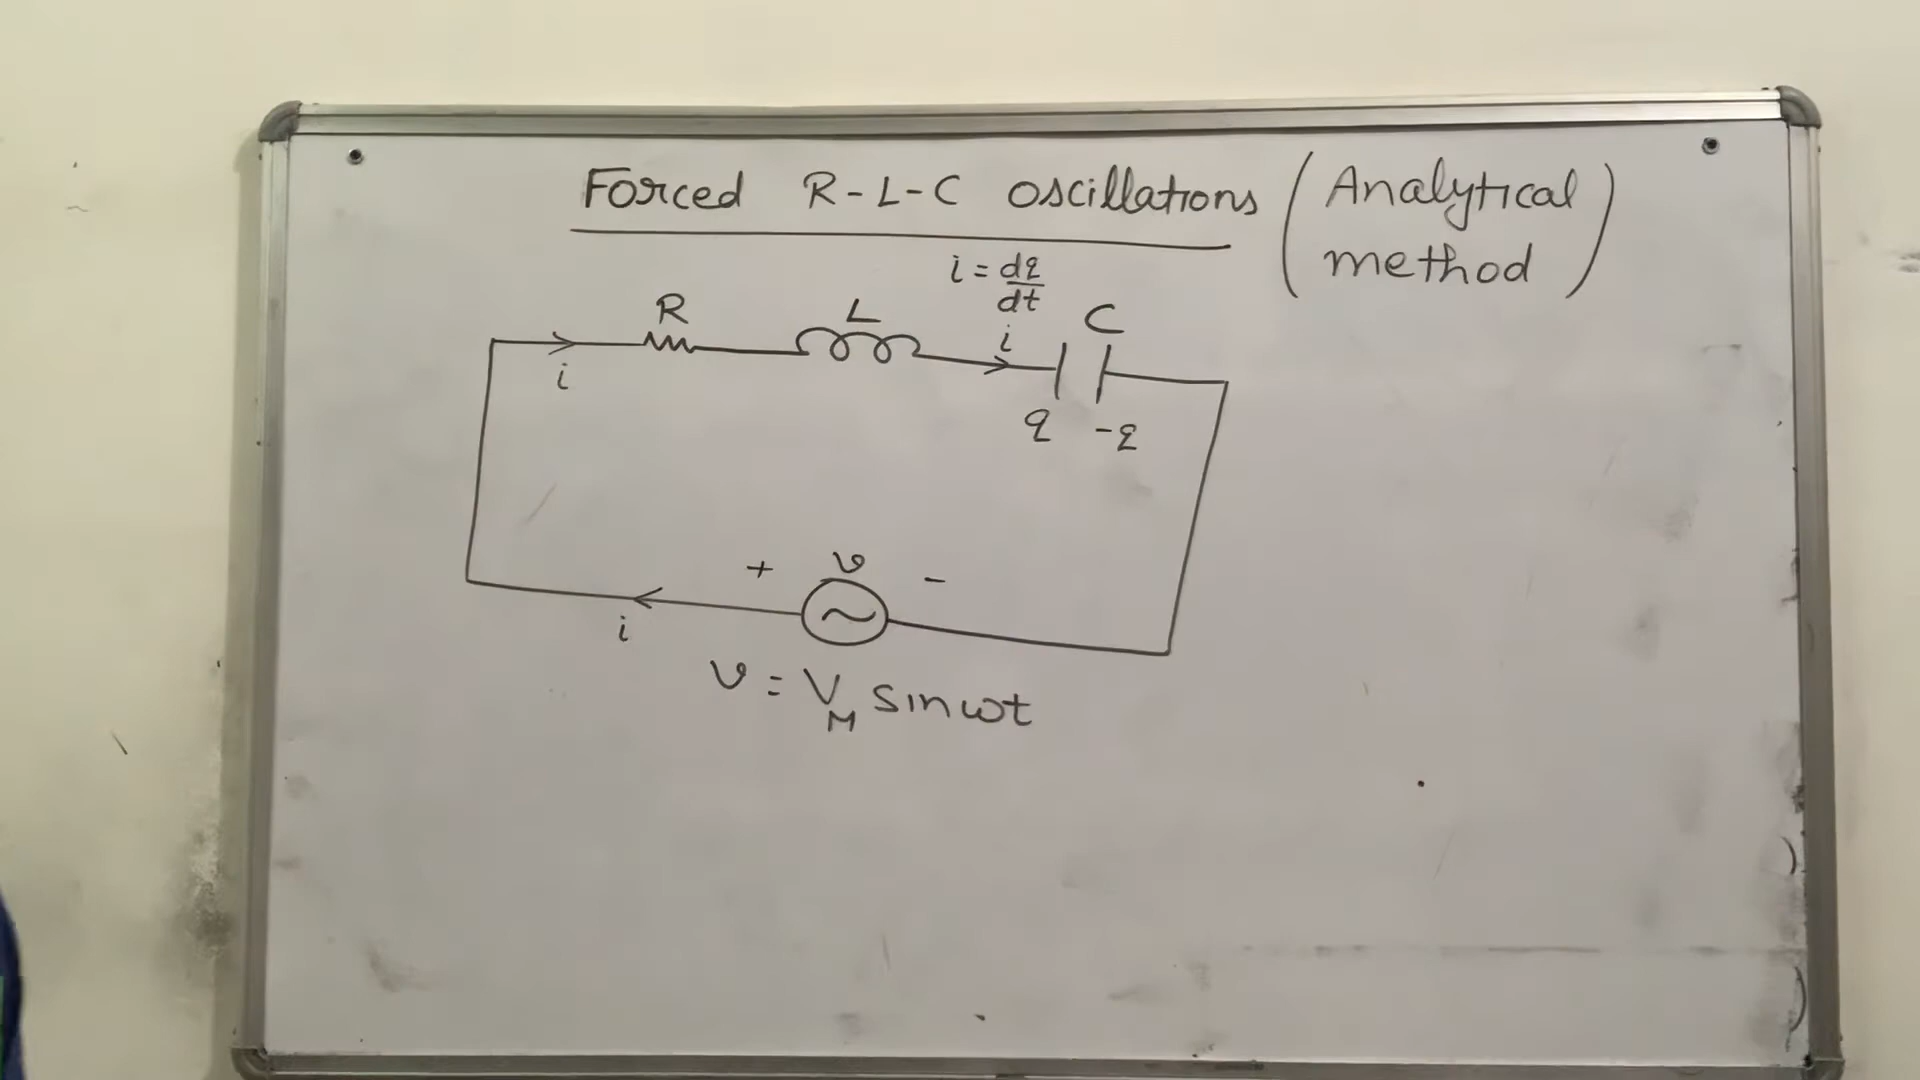 Forced R-L-C oscillations (Analytical method)
i = dq/dt
R
L
i
C
i
q
-q
+
v
-
i
v = V_M sin ωt